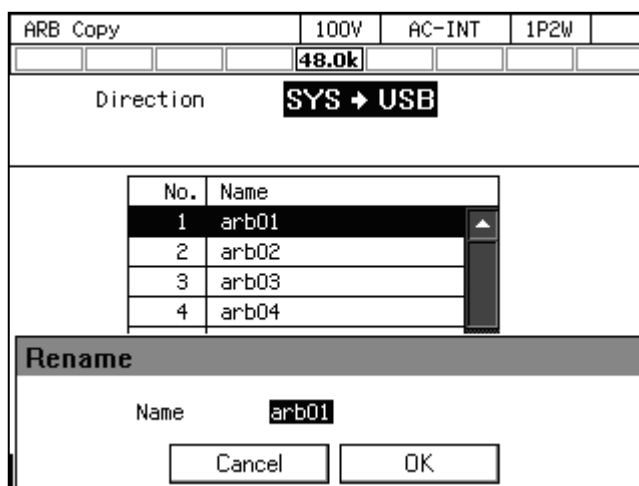 ARB Copy 100V AC-INT 1P2W
48.0k
Direction SYS → USB
No. Name
1 arb01
2 arb02
3 arb03
4 arb04
Rename
Name arb01
Cancel OK